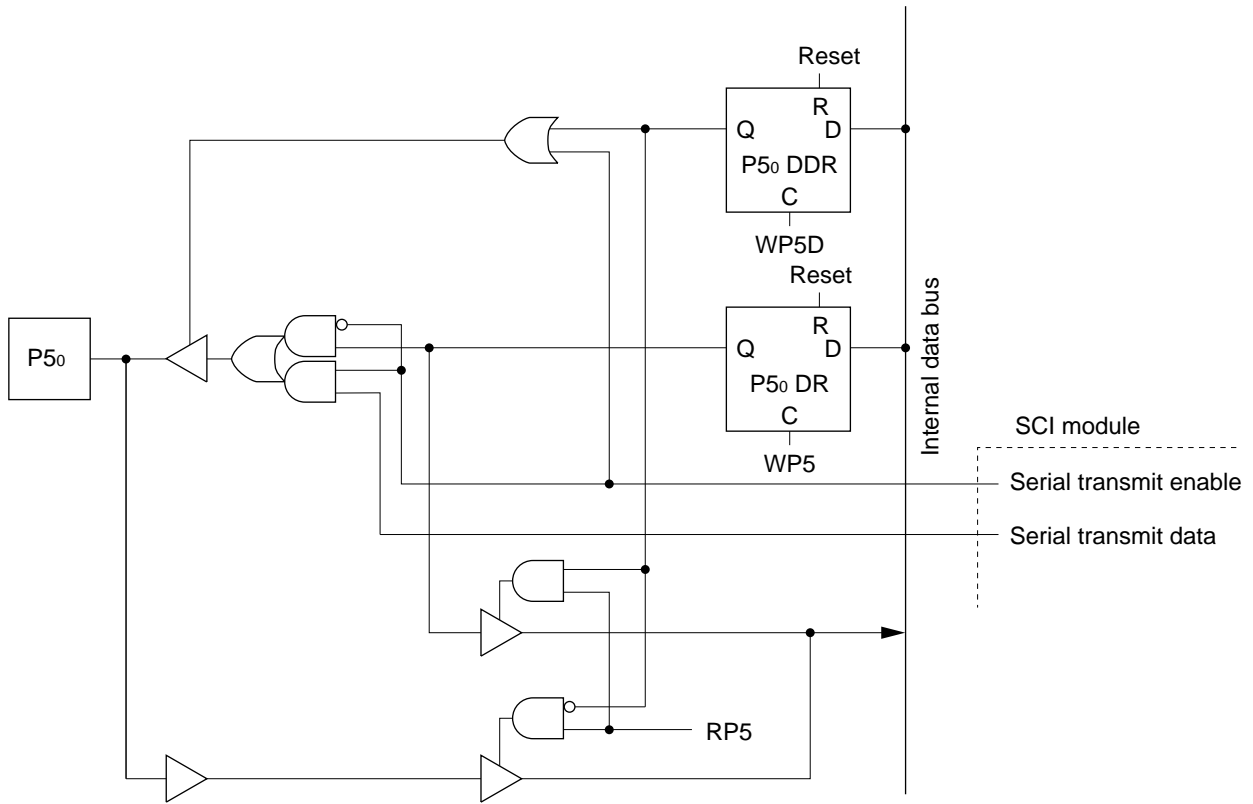 Reset
R
Q
D
P5₀ DDR
C
WP5D
Reset
R
Q
D
P5₀ DR
C
WP5
P5₀
Internal data bus
SCI module
Serial transmit enable
Serial transmit data
RP5